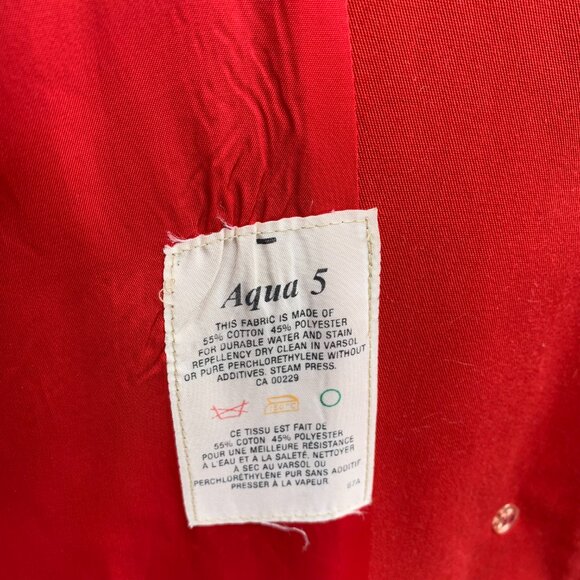 Aqua 5
THIS FABRIC IS MADE OF
55% COTTON 45% POLYESTER
FOR DURABLE WATER AND STAIN
REPELLENCY DRY CLEAN IN VARSOL
OR PURE PERCHLORETHYLENE WITHOUT
ADDITIVES. STEAM PRESS.
CA 00229
CE TISSU EST FAIT DE
55% COTON 45% POLYESTER
POUR UNE MEILLEURE RÉSISTANCE
À L'EAU ET A LA SALETÉ. NETTOYER
À SEC AU VARSOL OU
PERCHLORÉTHYLÈNE PUR SANS ADDITIF
PRESSER À LA VAPEUR